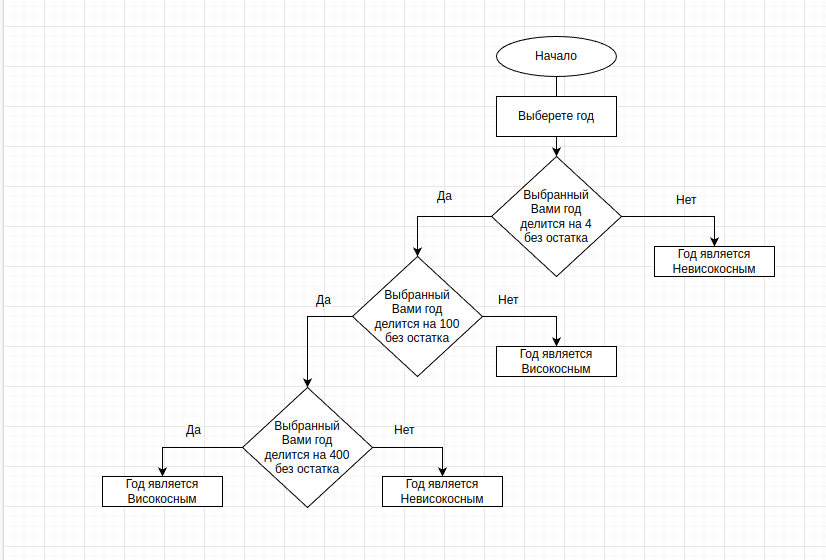 Начало
Выберете год
Да
Выбранный
Вами год
делится на 4
без остатка
Нет
Год является
Невисокосным
Да
Выбранный
Вами год
делится на 100
без остатка
Нет
Год является
Високосным
Да
Выбранный
Вами год
делится на 400
без остатка
Нет
Год является
Високосным
Год является
Невисокосным